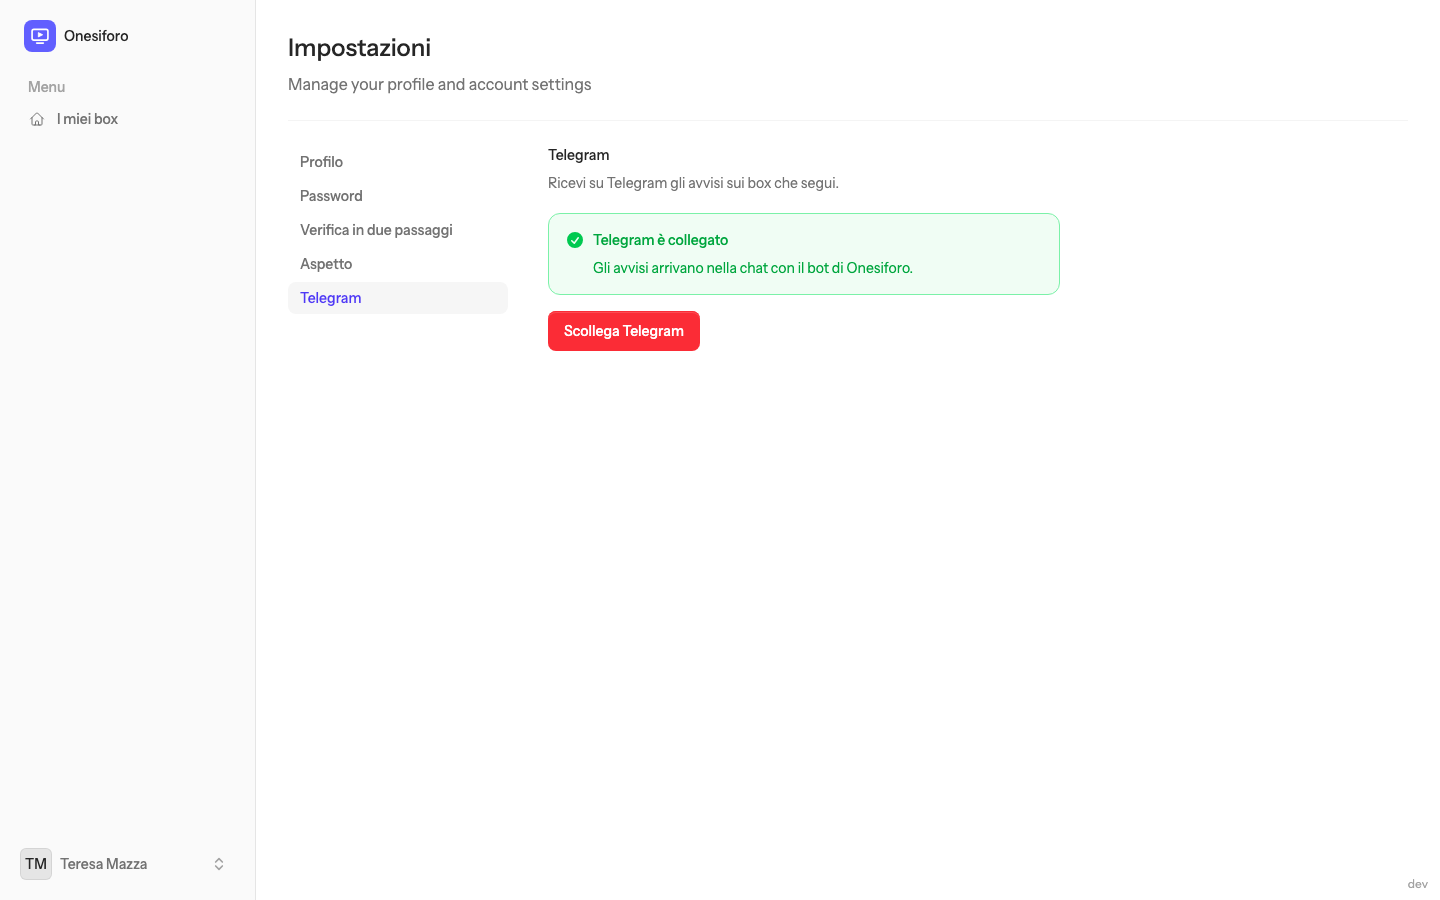 Onesiforo
Menu
I miei box
Impostazioni
Manage your profile and account settings
Profilo
Password
Verifica in due passaggi
Aspetto
Telegram
Telegram
Ricevi su Telegram gli avvisi sui box che segui.
Telegram è collegato
Gli avvisi arrivano nella chat con il bot di Onesiforo.
Scollega Telegram
TM
Teresa Mazza
dev